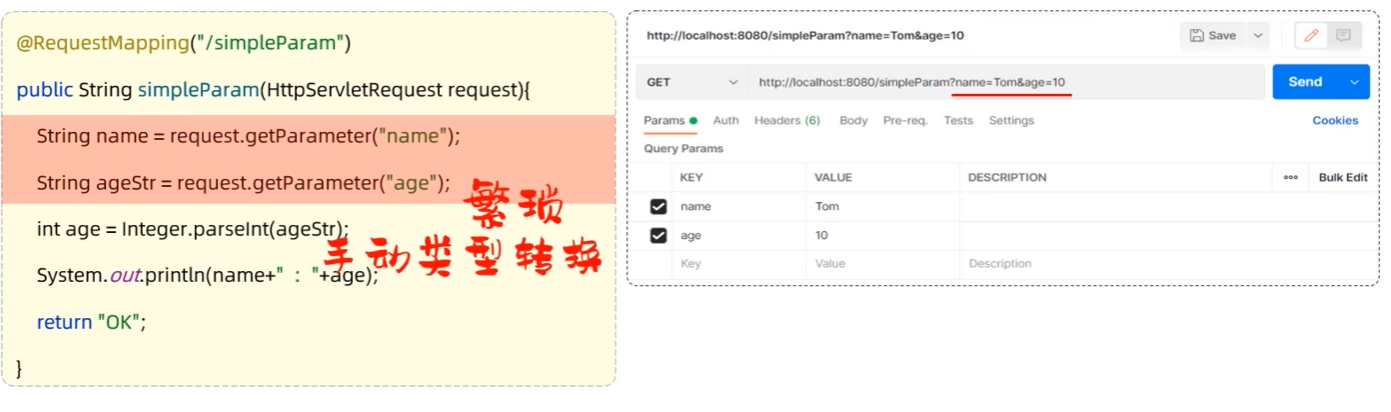 @RequestMapping("/simpleParam")
public String simpleParam(HttpServletRequest request){
String name = request.getParameter("name");
String ageStr = request.getParameter("age");
int age = Integer.parseInt(ageStr);
System.out.println(name+" : "+age);
return "OK";
}
繁琐
手动类型转换
http://localhost:8080/simpleParam?name=Tom&age=10
Save
GET http://localhost:8080/simpleParam?name=Tom&age=10 Send
Params Auth Headers (6) Body Pre-req. Tests Settings Cookies
Query Params
KEY VALUE DESCRIPTION ooo Bulk Edit
name Tom
age 10
Key Value Description